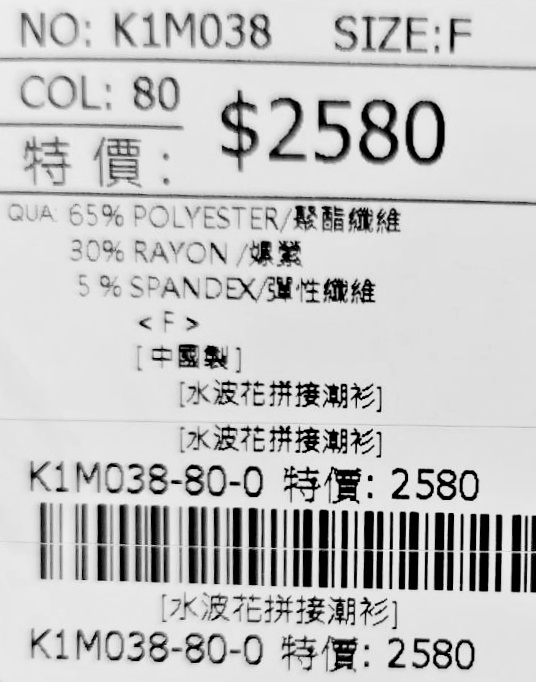 NO: K1M038 SIZE:F
COL: 80
$2580
特價:
QUA: 65% POLYESTER/聚酯纖維
30% RAYON /嫘縈
5 % SPANDEX/彈性纖維
< F >
[中國製]
[水波花拼接潮衫]
[水波花拼接潮衫]
K1M038-80-0 特價: 2580
[水波花拼接潮衫]
K1M038-80-0 特價: 2580